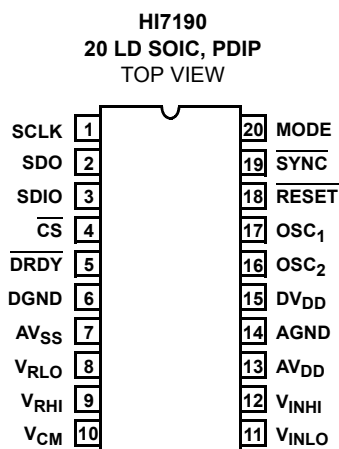 HI7190
20 LD SOIC, PDIP
TOP VIEW
SCLK 1 20 MODE
SDO 2 19 SYNC
SDIO 3 18 RESET
CS 4 17 OSC1
DRDY 5 16 OSC2
DGND 6 15 DVDD
AVSS 7 14 AGND
VRLO 8 13 AVDD
VRHI 9 12 VINHI
VCM 10 11 VINLO